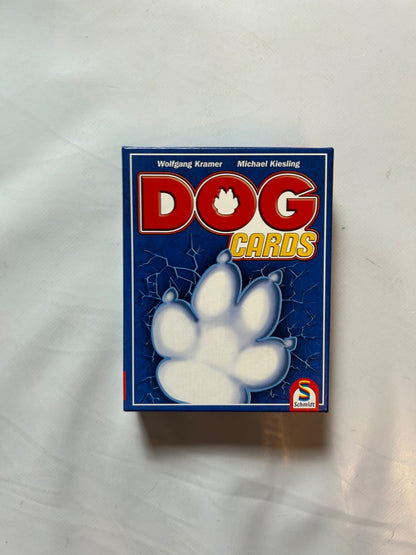 Wolfgang Kramer Michael Kiesling
DOG
CARDS
Schmidt